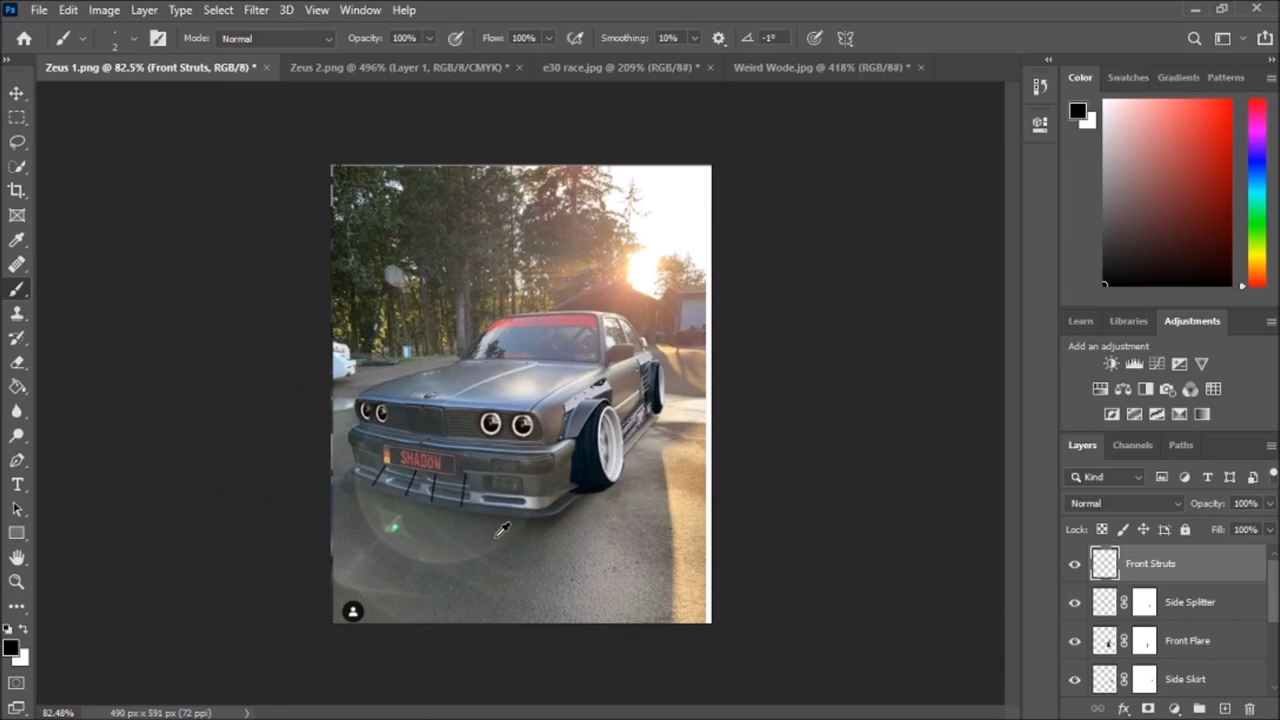 Ps File Edit Image Layer Type Select Filter 3D View Window Help
2 Mode: Normal Opacity: 100% Flow: 100% Smoothing: 10% -1°
Zeus 1.png @ 82.5% (Front Struts, RGB/8) * × Zeus 2.png @ 496% (Layer 1, RGB/8/CMYK) * × e30 race.jpg @ 209% (RGB/8#) * × Weird Wode.jpg @ 418% (RGB/8#) * ×
Color Swatches Gradients Patterns
Learn Libraries Adjustments
Add an adjustment
SHADOW
Layers Channels Paths
Kind
Normal Opacity: 100%
Lock: Fill: 100%
Front Struts
Side Splitter
Front Flare
Side Skirt
82.48% 490 px x 591 px (72 ppi)